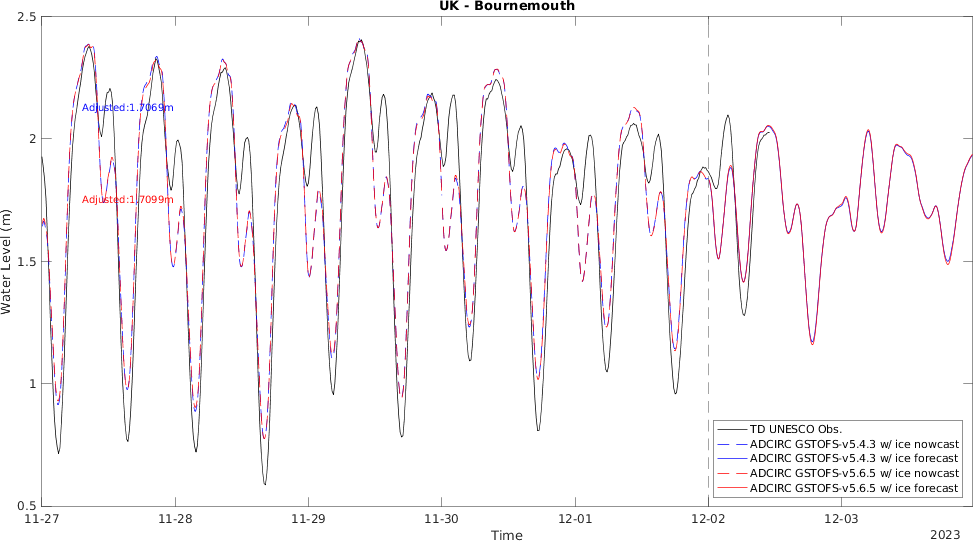 UK - Bournemouth
2.5
Adjusted:1.7069m
2
Adjusted:1.7099m
Water Level (m)
1.5
1
TD UNESCO Obs.
ADCIRC GSTOFS-v5.4.3 w/ ice nowcast
ADCIRC GSTOFS-v5.4.3 w/ ice forecast
ADCIRC GSTOFS-v5.6.5 w/ ice nowcast
ADCIRC GSTOFS-v5.6.5 w/ ice forecast
0.5
11-27 11-28 11-29 11-30 12-01 12-02 12-03
Time
2023